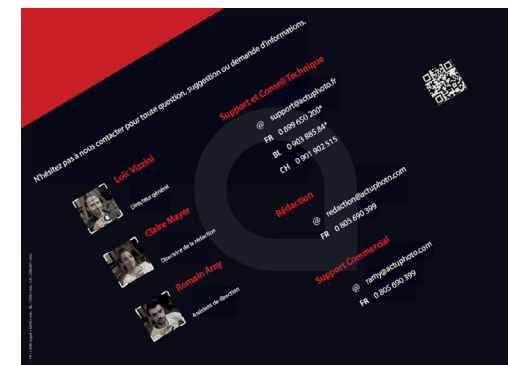 N'hésitez pas à nous contacter pour toute question, suggestion ou demande d'informations.
Loïc Vizzini
Directeur général
Claire Mayer
Directrice de la rédaction
Romain Amy
Assistant de direction
Support et Conseil Technique
@ support@actuphoto.fr
FR 0 899 650 200*
BL 0 903 885 84*
CH 0 901 902 515
Rédaction
@ redaction@actuphoto.com
FR 0 805 690 399
Support Commercial
@ ramy@actuphoto.com
FR 0 805 690 399